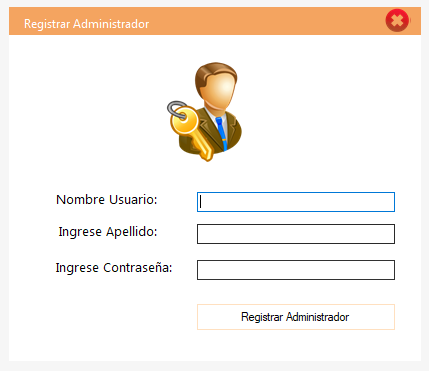 Registrar Administrador
Nombre Usuario:
Ingrese Apellido:
Ingrese Contraseña:
Registrar Administrador